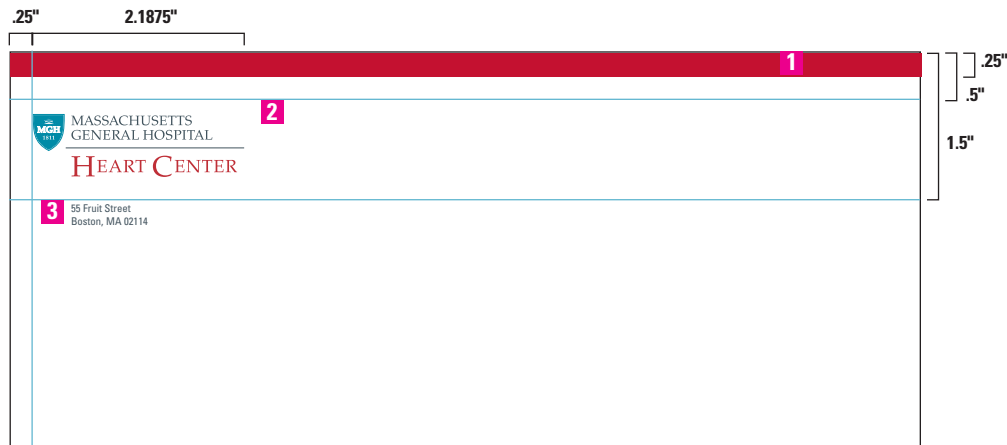 .25" 2.1875"
1
.25"
.5"
2
1.5"
MGH
1811
MASSACHUSETTS
GENERAL HOSPITAL
HEART CENTER
3
55 Fruit Street
Boston, MA 02114